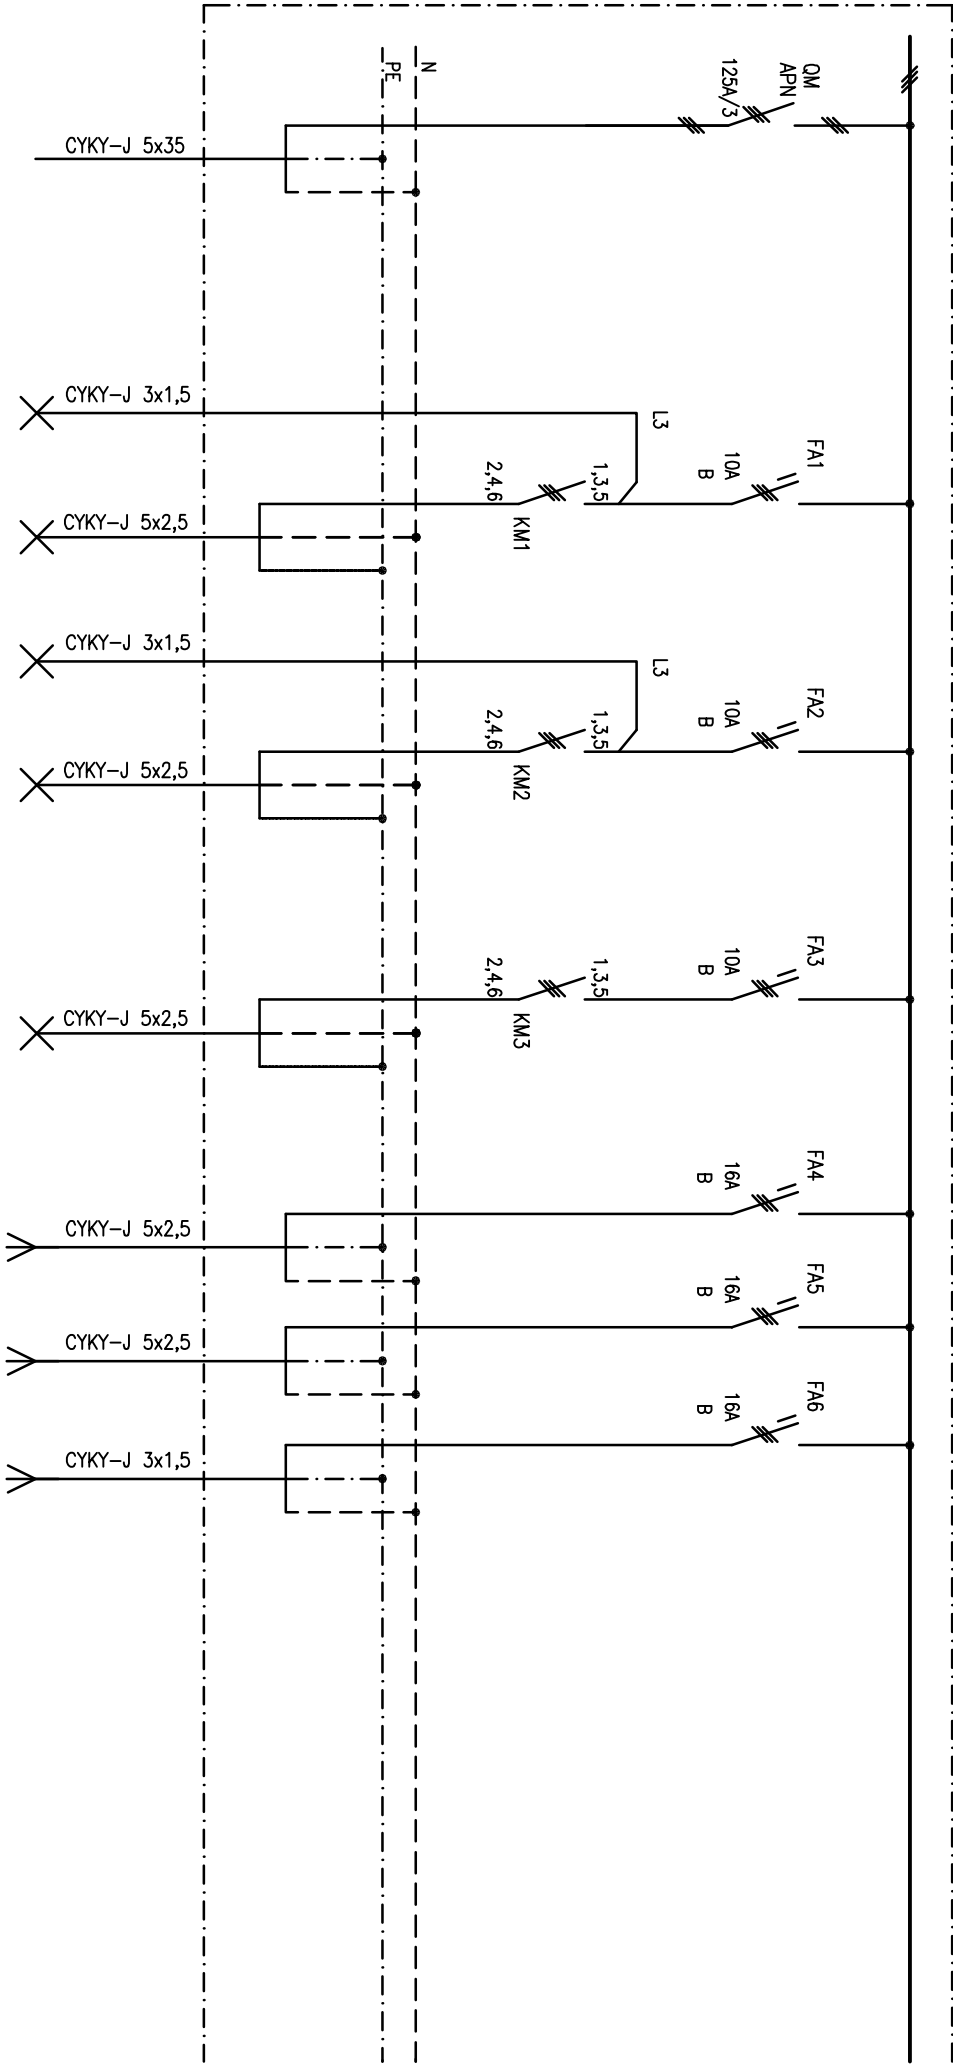 QM
APN
125A/3
N
PE
CYKY-J 5x35
CYKY-J 3x1,5
L3
FA1
10A
B
1,3,5
2,4,6
KM1
CYKY-J 5x2,5
CYKY-J 3x1,5
L3
FA2
10A
B
1,3,5
2,4,6
KM2
CYKY-J 5x2,5
FA3
10A
B
1,3,5
2,4,6
KM3
CYKY-J 5x2,5
FA4
16A
B
CYKY-J 5x2,5
FA5
16A
B
CYKY-J 5x2,5
FA6
16A
B
CYKY-J 3x1,5